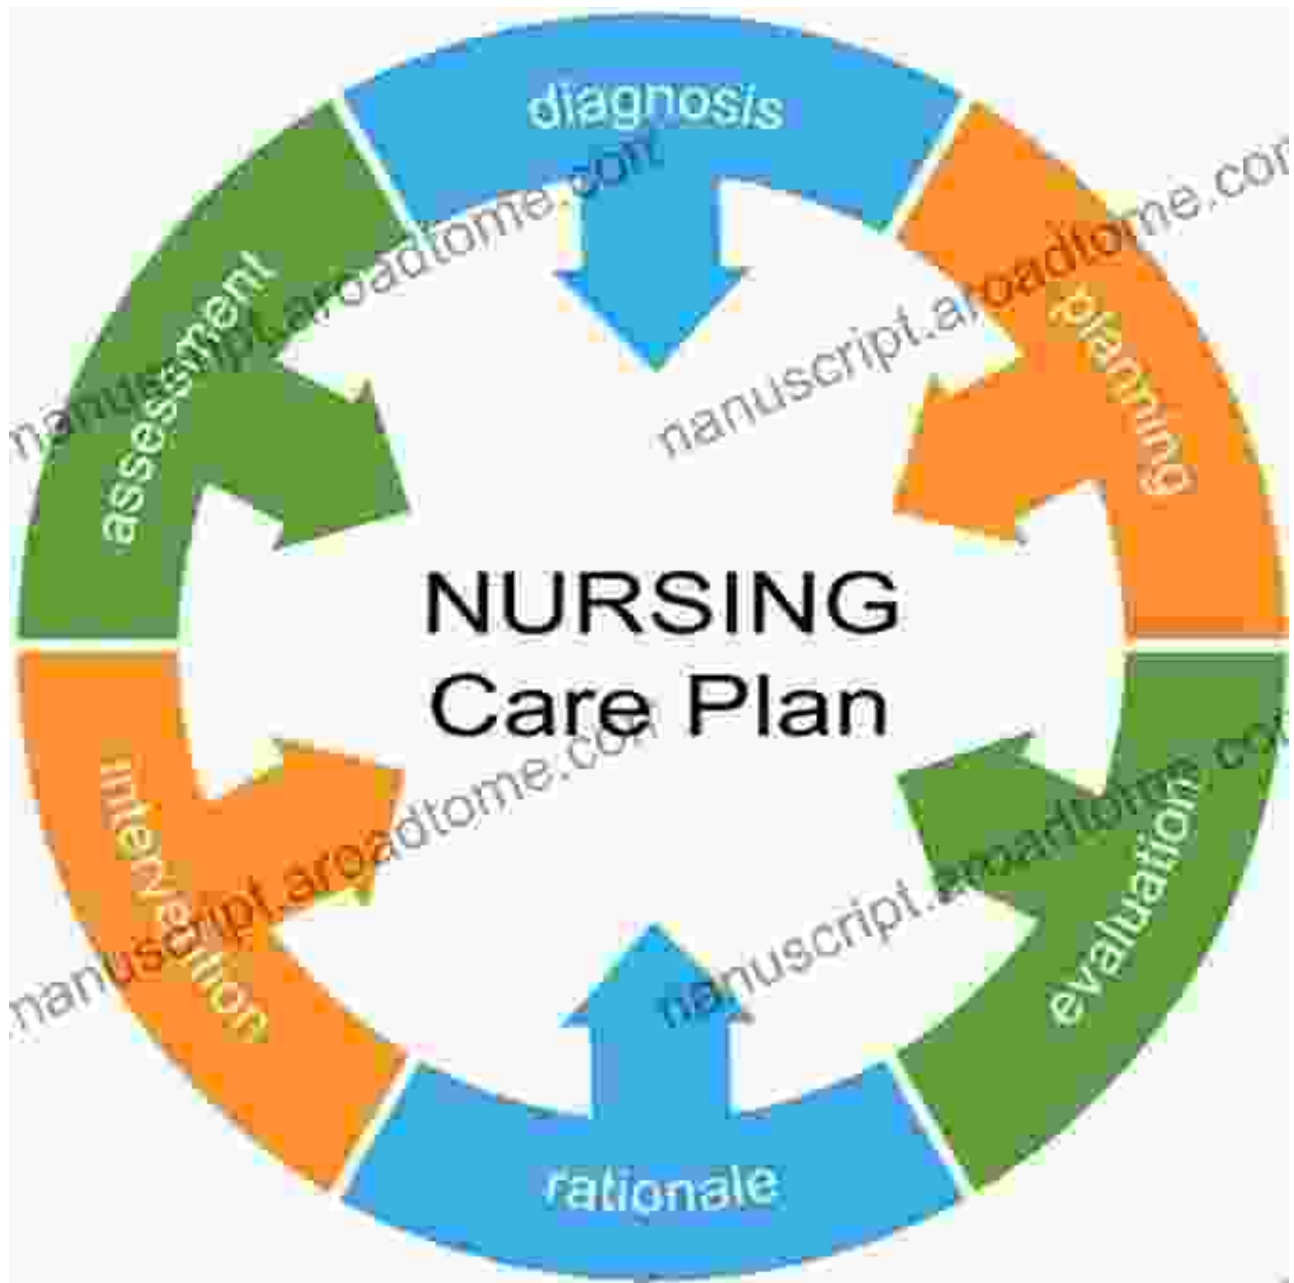 diagnosis
planning
assessment
NURSING
Care Plan
intervention
evaluation
rationale
nanuscript.aroadtome.com
nanuscript.aroadtome.com
nanuscript.aroadtome.com
nanuscript.aroadtome.com